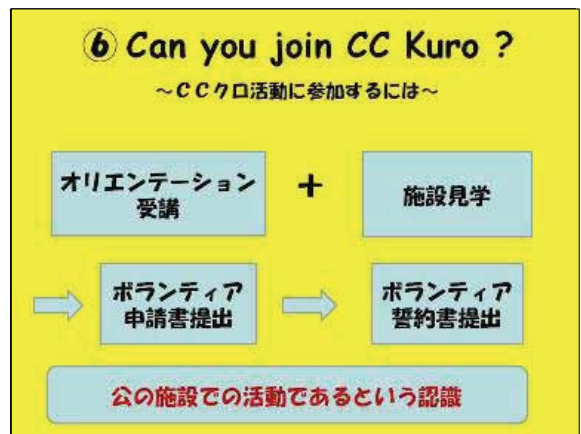 ⑥ Can you join CC Kuro ?
～CCクロ活動に参加するには～
オリエンテーション
受講
+
施設見学
ボランティア
申請書提出
ボランティア
誓約書提出
公の施設での活動であるという認識